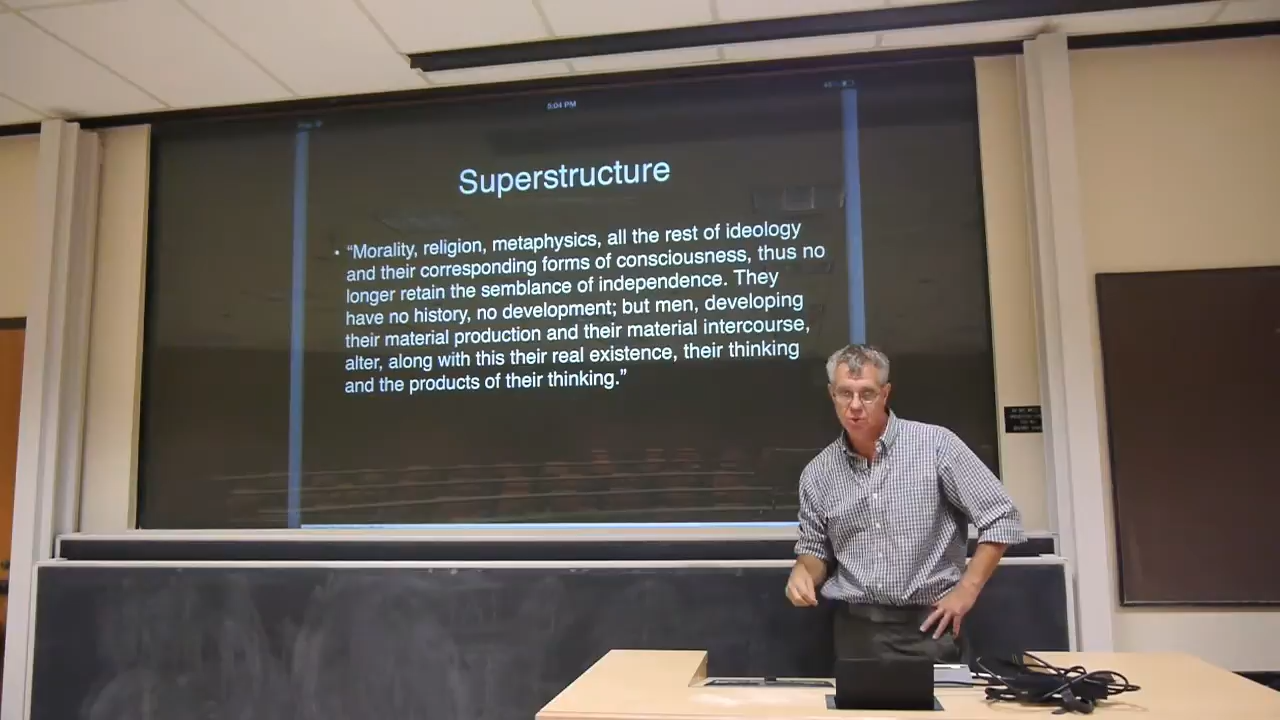 5:04 PM
Superstructure
• “Morality, religion, metaphysics, all the rest of ideology
and their corresponding forms of consciousness, thus no
longer retain the semblance of independence. They
have no history, no development; but men, developing
their material production and their material intercourse,
alter, along with this their real existence, their thinking
and the products of their thinking.”